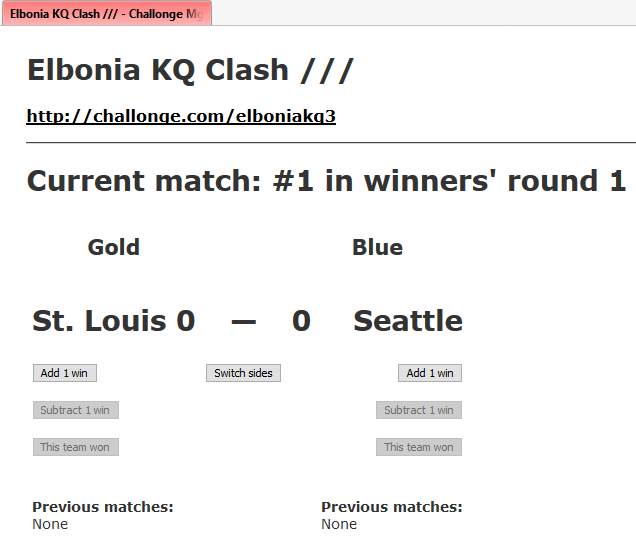 Elbonia KQ Clash /// - Challonge Mg
Elbonia KQ Clash ///
http://challonge.com/elboniakq3
Current match: #1 in winners' round 1
Gold Blue
St. Louis 0 — 0 Seattle
Add 1 win Switch sides Add 1 win
Subtract 1 win Subtract 1 win
This team won This team won
Previous matches: Previous matches:
None None